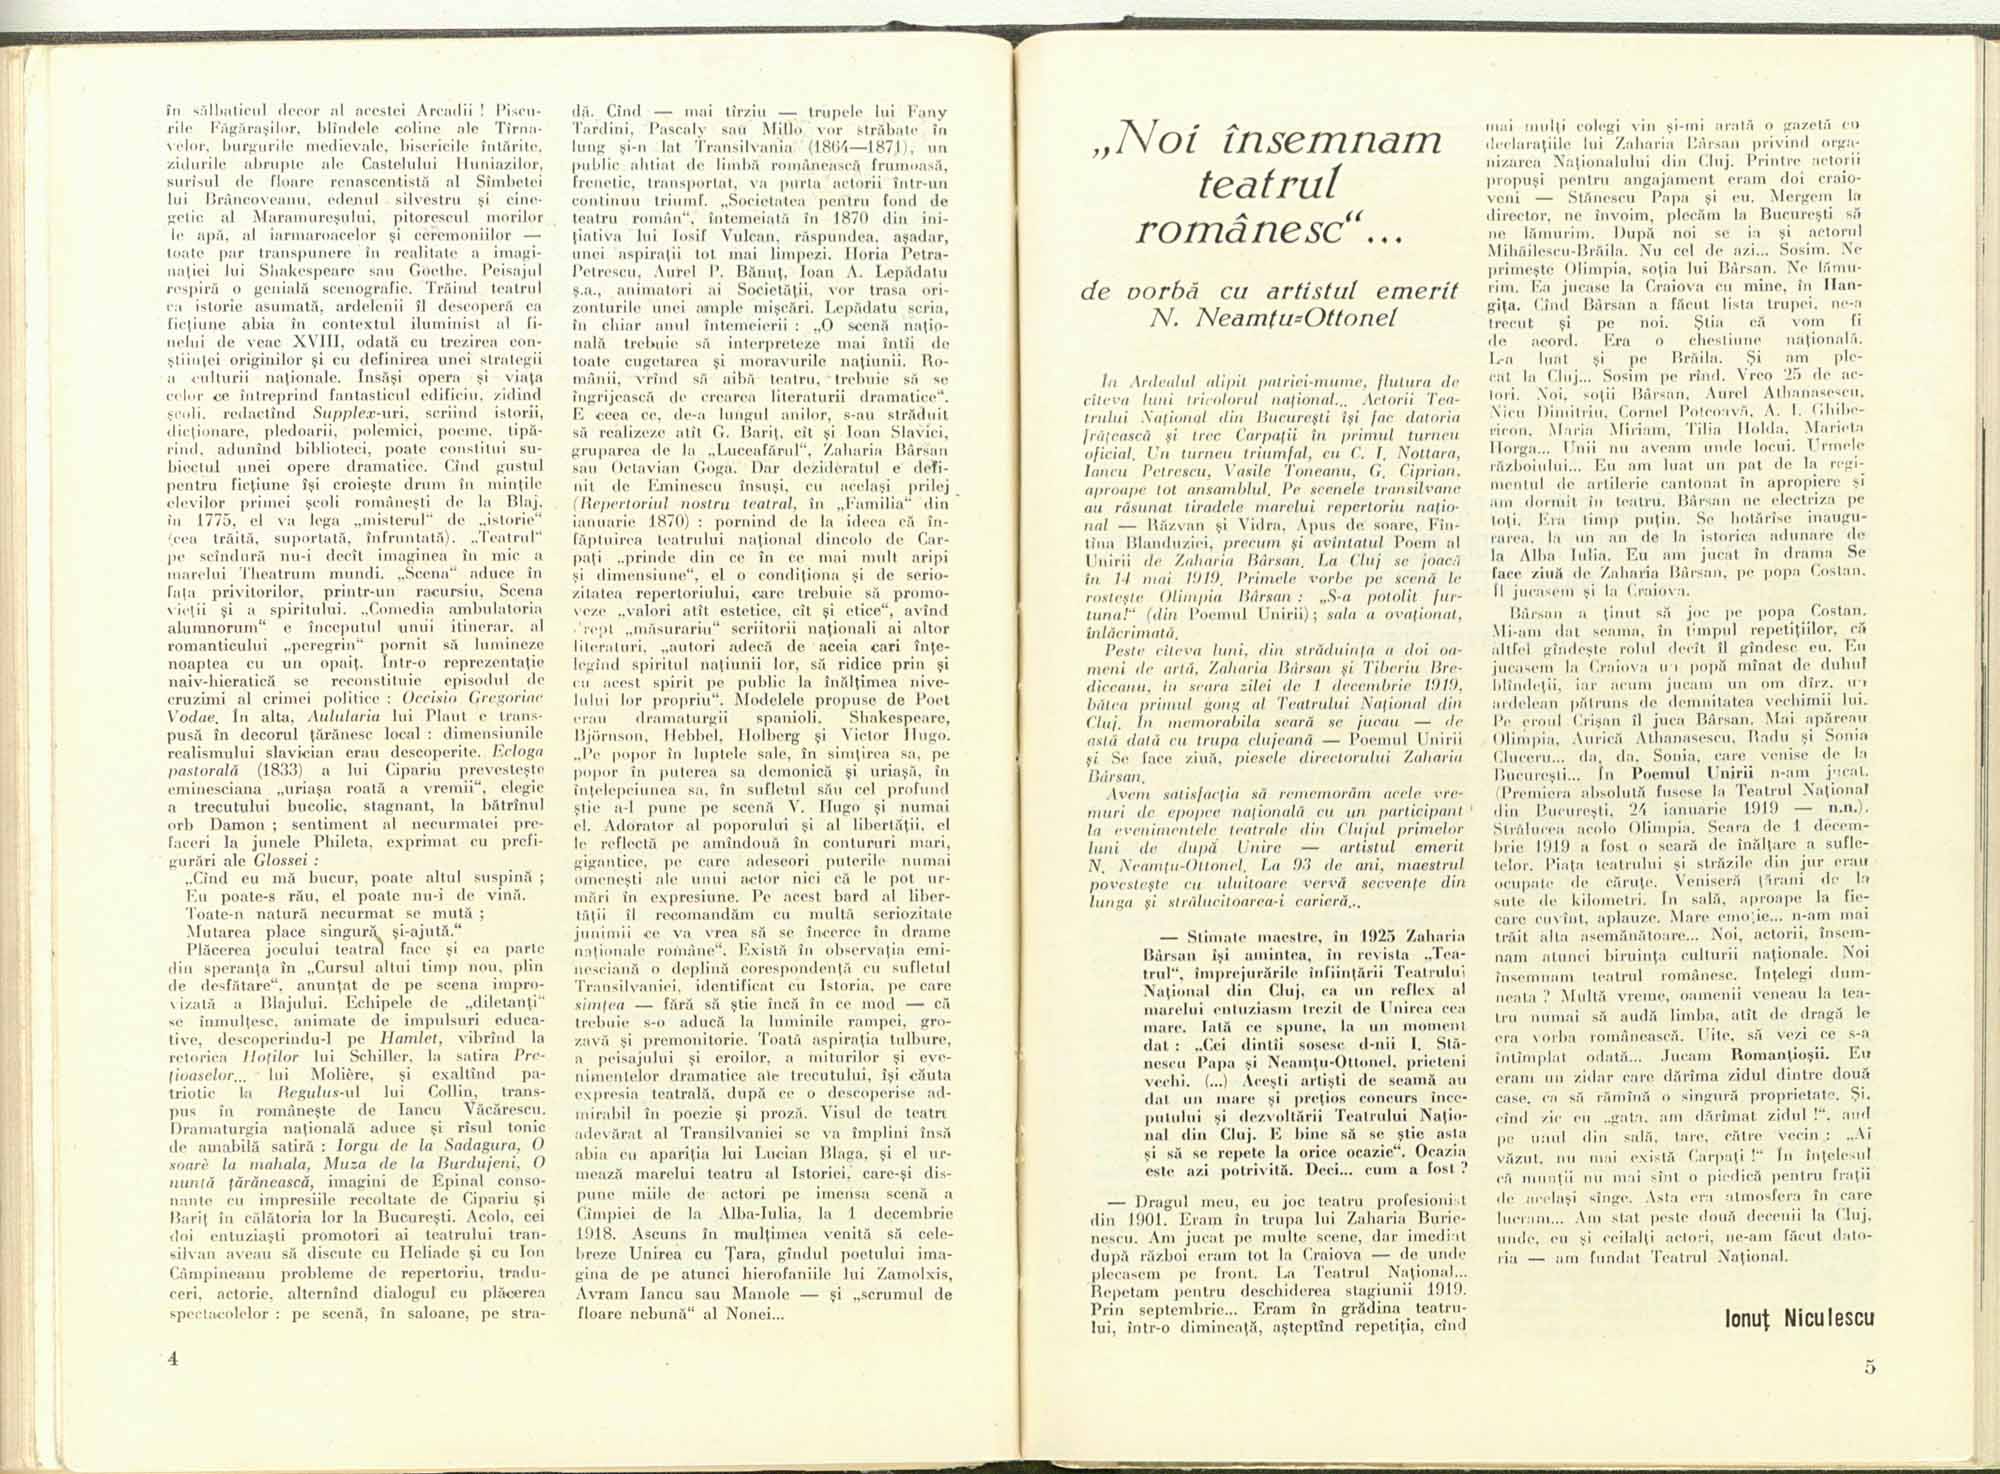 în sălbaticul decor al acestei Arcadii ! Piscu-
rile Făgărașilor, blîndele coline ale Tîrna-
velor, burgurile medievale, bisericile întărite,
zidurile abrupte ale Castelului Huniazilor,
surîsul de floare renascentistă al Sîmbetei
lui Brâncoveanu, edenul silvestru și cine-
getic al Maramureșului, pitorescul morilor
de apă, al iarmaroacelor și ceremoniilor —
toate par transpunere în realitate a imagi-
nației lui Shakespeare sau Goethe. Peisajul
respiră o genială scenografie. Trăind teatrul
ca istorie asumată, ardelenii îl descoperă ca
ficțiune abia în contextul iluminist al fi-
nelui de veac XVIII, odată cu trezirea con-
științei originilor și cu definirea unei strategii
a culturii naționale. Însăși opera și viața
celor ce întreprind fantasticul edificiu, zidind
școli, redactînd Supplex-uri, scriind istorii,
dicționare, pledoarii, polemici, poeme, tipă-
rind, adunînd biblioteci, poate constitui su-
biectul unei opere dramatice. Cînd gustul
pentru ficțiune își croiește drum în mințile
elevilor primei școli românești de la Blaj,
în 1775, el va lega „misterul“ de „istorie“
(cea trăită, suportată, înfruntată). „Teatrul“
pe scîndură nu-i decît imaginea în mic a
marelui Theatrum mundi. „Scena“ aduce în
fața privitorilor, printr-un racursiu, Scena
vieții și a spiritului. „Comedia ambulatoria
alumnorum“ e începutul unui itinerar, al
romanticului „peregrin“ pornit să lumineze
noaptea cu un opaiț. Într-o reprezentație
naiv-hieratică se reconstituie episodul de
cruzimi al crimei politice : Occisio Gregoriae
Vodae. În alta, Aulularia lui Plaut e trans-
pusă în decorul țărănesc local : dimensiunile
realismului slavician erau descoperite. Ecloga
pastorală (1833) a lui Cipariu prevestește
eminesciana „uriașa roată a vremii“, elegie
a trecutului bucolic, stagnant, la bătrînul
orb Damon ; sentiment al necurmatei pre-
faceri la junele Phileta, exprimat cu prefi-
gurări ale Glossei :
„Cînd eu mă bucur, poate altul suspină ;
Eu poate-s rău, el poate nu-i de vină.
Toate-n natură necurmat se mută ;
Mutarea place singură și-ajută.“
Plăcerea jocului teatral face și ea parte
din speranța în „Cursul altui timp nou, plin
de desfătare“, anunțat de pe scena impro-
vizată a Blajului. Echipele de „diletanți“
se înmulțesc, animate de impulsuri educa-
tive, descoperindu-l pe Hamlet, vibrînd la
retorica Hoților lui Schiller, la satira Pre-
țioaselor... lui Molière, și exaltînd pa-
triotic la Regulus-ul lui Collin, trans-
pus în românește de Iancu Văcărescu.
Dramaturgia națională aduce și rîsul tonic
de amabilă satiră : Iorgu de la Sadagura, O
soare la mahala, Muza de la Burdujeni, O
nuntă țărănească, imagini de Epinal conso-
nante cu impresiile recoltate de Cipariu și
Bariț în călătoria lor la București. Acolo, cei
doi entuziaști promotori ai teatrului tran-
silvan aveau să discute cu Heliade și cu Ion
Câmpineanu probleme de repertoriu, tradu-
ceri, actorie, alternînd dialogul cu plăcerea
spectacolelor : pe scenă, în saloane, pe stra-
dă. Cînd — mai tîrziu — trupele lui Fany
Tardini, Pascaly sau Millo vor străbate în
lung și-n lat Transilvania (1864—1871), un
public ahtiat de limbă românească frumoasă,
frenetic, transportat, va purta actorii într-un
continuu triumf. „Societatea pentru fond de
teatru român“, întemeiată în 1870 din ini-
țiativa lui Iosif Vulcan, răspundea, așadar,
unei aspirații tot mai limpezi. Horia Petra-
Petrescu, Aurel P. Bănuț, Ioan A. Lepădatu
ș.a., animatori ai Societății, vor trasa ori-
zonturile unei ample mișcări. Lepădatu scria,
în chiar anul întemeierii : „O scenă națio-
nală trebuie să interpreteze mai întîi de
toate cugetarea și moravurile națiunii. Ro-
mânii, vrînd să aibă teatru, trebuie să se
îngrijească de crearea literaturii dramatice“.
E ceea ce, de-a lungul anilor, s-au străduit
să realizeze atît G. Bariț, cît și Ioan Slavici,
gruparea de la „Luceafărul“, Zaharia Bârsan
sau Octavian Goga. Dar dezideratul e defi-
nit de Eminescu însuși, cu același prilej
(Repertoriul nostru teatral, în „Familia“ din
ianuarie 1870) : pornind de la ideea că în-
făptuirea teatrului național dincolo de Car-
pați „prinde din ce în ce mai mult aripi
și dimensiune“, el o condiționa și de serio-
zitatea repertoriului, care trebuie să promo-
veze „valori atît estetice, cît și etice“, avînd
drept „măsurariu“ scriitorii naționali ai altor
literaturi, „autori adecă de aceia cari înțe-
legînd spiritul națiunii lor, să ridice prin și
cu acest spirit pe public la înălțimea nive-
lului lor propriu“. Modelele propuse de Poet
erau dramaturgii spanioli, Shakespeare,
Björnson, Hebbel, Holberg și Victor Hugo.
„Pe popor în luptele sale, în simțirea sa, pe
popor în puterea sa demonică și uriașă, în
înțelepciunea sa, în sufletul său cel profund
știe a-l pune pe scenă V. Hugo și numai
el. Adorator al poporului și al libertății, el
le reflectă pe amîndouă în contururi mari,
gigantice, pe care adeseori puterile numai
omenești ale unui actor nici că le pot ur-
mări în expresiune. Pe acest bard al liber-
tății îl recomandăm cu multă seriozitate
junimii ce va vrea să se încerce în drame
naționale române“. Există în observația emi-
nesciană o deplină corespondență cu sufletul
Transilvaniei, identificat cu Istoria, pe care
simțea — fără să știe încă în ce mod — că
trebuie s-o aducă la luminile rampei, gro-
zavă și premonitorie. Toată aspirația tulbure,
a peisajului și eroilor, a miturilor și eve-
nimentelor dramatice ale trecutului, își căuta
expresia teatrală, după ce o descoperise ad-
mirabil în poezie și proză. Visul de teatru
adevărat al Transilvaniei se va împlini însă
abia cu apariția lui Lucian Blaga, și el ur-
mează marelui teatru al Istoriei, care-și dis-
pune miile de actori pe imensa scenă a
Cîmpiei de la Alba-Iulia, la 1 decembrie
1918. Ascuns în mulțimea venită să cele-
breze Unirea cu Țara, gîndul poetului ima-
gina de pe atunci hierofaniile lui Zamolxis,
Avram Iancu sau Manole — și „scrumul de
floare nebună“ al Nonei...
4
„Noi însemnam
teatrul
românesc“...
de vorbă cu artistul emerit
N. Neamțu-Ottonel
În Ardealul alipit patriei-mume, flutura de
cîteva luni tricolorul național... Actorii Tea-
trului Național din București își fac datoria
frățească și trec Carpații în primul turneu
oficial. Un turneu triumfal, cu C. I. Nottara,
Iancu Petrescu, Vasile Toneanu, G. Ciprian,
aproape tot ansamblul. Pe scenele transilvane
au răsunat tiradele marelui repertoriu națio-
nal — Răzvan și Vidra, Apus de soare, Fîn-
tîna Blanduziei, precum și avîntatul Poem al
Unirii de Zaharia Bârsan. La Cluj se joacă
în 14 mai 1919. Primele vorbe pe scenă le
rostește Olimpia Bârsan : „S-a potolit fur-
tuna!“ (din Poemul Unirii) ; sala a ovaționat,
înlăcrimată.
Peste cîteva luni, din străduința a doi oa-
meni de artă, Zaharia Bârsan și Tiberiu Bre-
diceanu, în seara zilei de 1 decembrie 1919,
bătea primul gong al Teatrului Național din
Cluj. În memorabila seară se jucau — de
astă dată cu trupa clujeană — Poemul Unirii
și Se face ziuă, piesele directorului Zaharia
Bârsan.
Avem satisfacția să rememorăm acele vre-
muri de epopee națională cu un participant
la evenimentele teatrale din Clujul primelor
luni de după Unire — artistul emerit
N. Neamțu-Ottonel. La 93 de ani, maestrul
povestește cu uluitoare vervă secvențe din
lunga și strălucitoarea-i carieră...
— Stimate maestre, în 1925 Zaharia
Bârsan își amintea, în revista „Tea-
trul“, împrejurările înființării Teatrului
Național din Cluj, ca un reflex al
marelui entuziasm trezit de Unirea cea
mare. Iată ce spune, la un moment
dat : „Cei dintîi sosesc d-nii I. Stă-
nescu Papa și Neamțu-Ottonel, prieteni
vechi. (...) Acești artiști de seamă au
dat un mare și prețios concurs înce-
putului și dezvoltării Teatrului Națio-
nal din Cluj. E bine să se știe asta
și să se repete la orice ocazie“. Ocazia
este azi potrivită. Deci... cum a fost ?
— Dragul meu, eu joc teatru profesionist
din 1901. Eram în trupa lui Zaharia Burie-
nescu. Am jucat pe multe scene, dar imediat
după război eram tot la Craiova — de unde
plecasem pe front. La Teatrul Național...
Repetam pentru deschiderea stagiunii 1919.
Prin septembrie... Eram în grădina teatru-
lui, într-o dimineață, așteptînd repetiția, cînd
mai mulți colegi vin și-mi arată o gazetă cu
declarațiile lui Zaharia Bârsan privind orga-
nizarea Naționalului din Cluj. Printre actorii
propuși pentru angajament eram doi craio-
veni — Stănescu Papa și eu. Mergem la
director, ne învoim, plecăm la București să
ne lămurim. După noi se ia și actorul
Mihăilescu-Brăila. Nu cel de azi... Sosim. Ne
primește Olimpia, soția lui Bârsan. Ne lămu-
rim. Ea jucase la Craiova cu mine, în Han-
gița. Cînd Bârsan a făcut lista trupei, ne-a
trecut și pe noi. Știa că vom fi
de acord. Era o chestiune națională.
L-a luat și pe Brăila. Și am ple-
cat la Cluj... Sosim pe rînd. Vreo 25 de ac-
tori. Noi, soții Bârsan, Aurel Athanasescu,
Nicu Dimitriu, Cornel Potcoavă, A. I. Ghibe-
ricon, Maria Miriam, Tilia Holda, Marieta
Horga... Unii nu aveam unde locui. Urmele
războiului... Eu am luat un pat de la regi-
mentul de artilerie cantonat în apropiere și
am dormit în teatru. Bârsan ne electriza pe
toți. Era timp puțin. Se hotărîse inaugu-
rarea, la un an de la istorica adunare de
la Alba Iulia. Eu am jucat în drama Se
face ziuă de Zaharia Bârsan, pe popa Costan.
Îl jucasem și la Craiova.
Bârsan a ținut să joc pe popa Costan.
Mi-am dat seama, în timpul repetițiilor, că
altfel gîndește rolul decît îl gîndesc eu. Eu
jucasem la Craiova un popă mînat de duhul
blîndeții, iar acum jucam un om dîrz, un
ardelean pătruns de demnitatea vechimii lui.
Pe eroul Crișan îl juca Bârsan. Mai apăreau
Olimpia, Aurică Athanasescu, Radu și Sonia
Cluceru... da, da, Sonia, care venise de la
București... În Poemul Unirii n-am jucat.
(Premiera absolută fusese la Teatrul Național
din București, 24 ianuarie 1919 — n.n.).
Strălucea acolo Olimpia. Seara de 1 decem-
brie 1919 a fost o seară de înălțare a sufle-
telor. Piața teatrului și străzile din jur erau
ocupate de căruțe. Veniseră țărani de la
sute de kilometri. În sală, aproape la fie-
care cuvînt, aplauze. Mare emoție... n-am mai
trăit alta asemănătoare... Noi, actorii, însem-
nam atunci biruința culturii naționale. Noi
însemnam teatrul românesc. Înțelegi dum-
neata ? Multă vreme, oamenii veneau la tea-
tru numai să audă limba, atît de dragă le
era vorba românească. Uite, să vezi ce s-a
întîmplat odată... Jucam Romanțioșii. Eu
eram un zidar care dărîma zidul dintre două
case, ca să rămînă o singură proprietate. Și,
cînd zic eu „gata, am dărîmat zidul !“, aud
pe unul din sală, tare, către vecin : „Ai
văzut, nu mai există Carpați !“ În înțelesul
că munții nu mai sînt o piedică pentru frații
de același sînge. Asta era atmosfera în care
lucram... Am stat peste două decenii la Cluj,
unde, eu și ceilalți actori, ne-am făcut dato-
ria — am fundat Teatrul Național.
Ionuț Niculescu
5